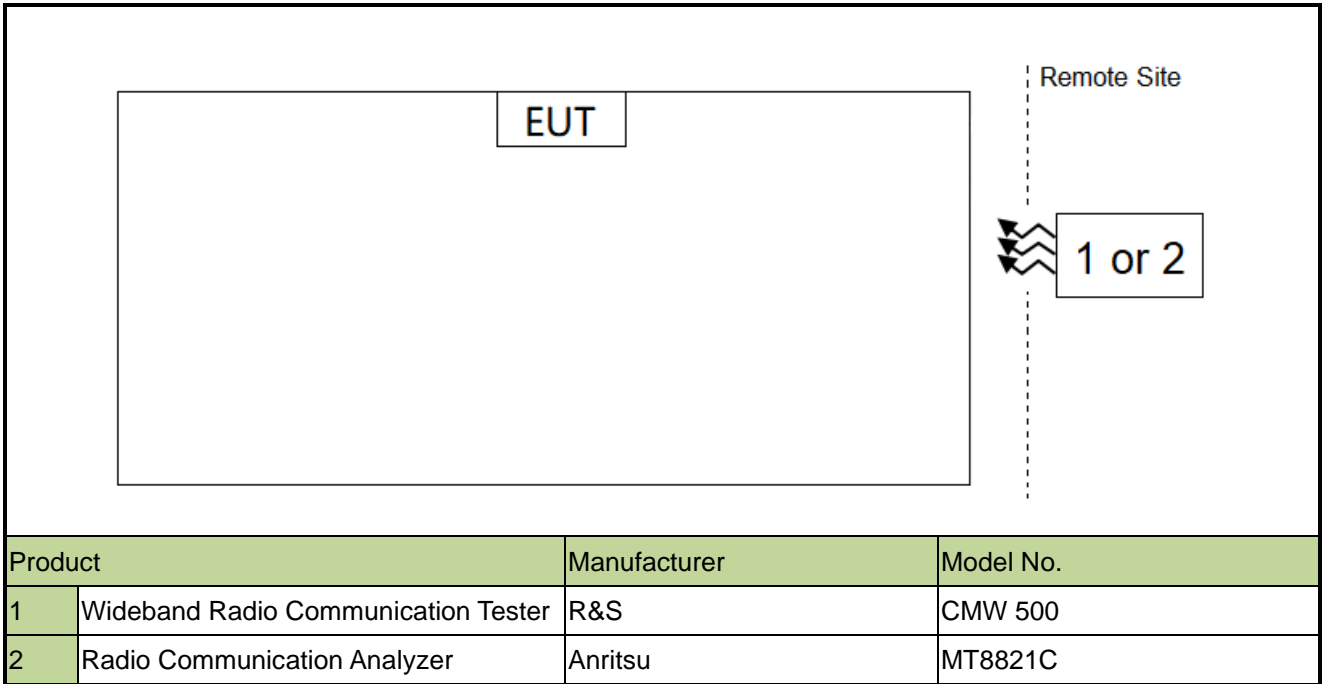 Remote Site
EUT
1 or 2
Product Manufacturer Model No.
1 Wideband Radio Communication Tester R&S CMW 500
2 Radio Communication Analyzer Anritsu MT8821C